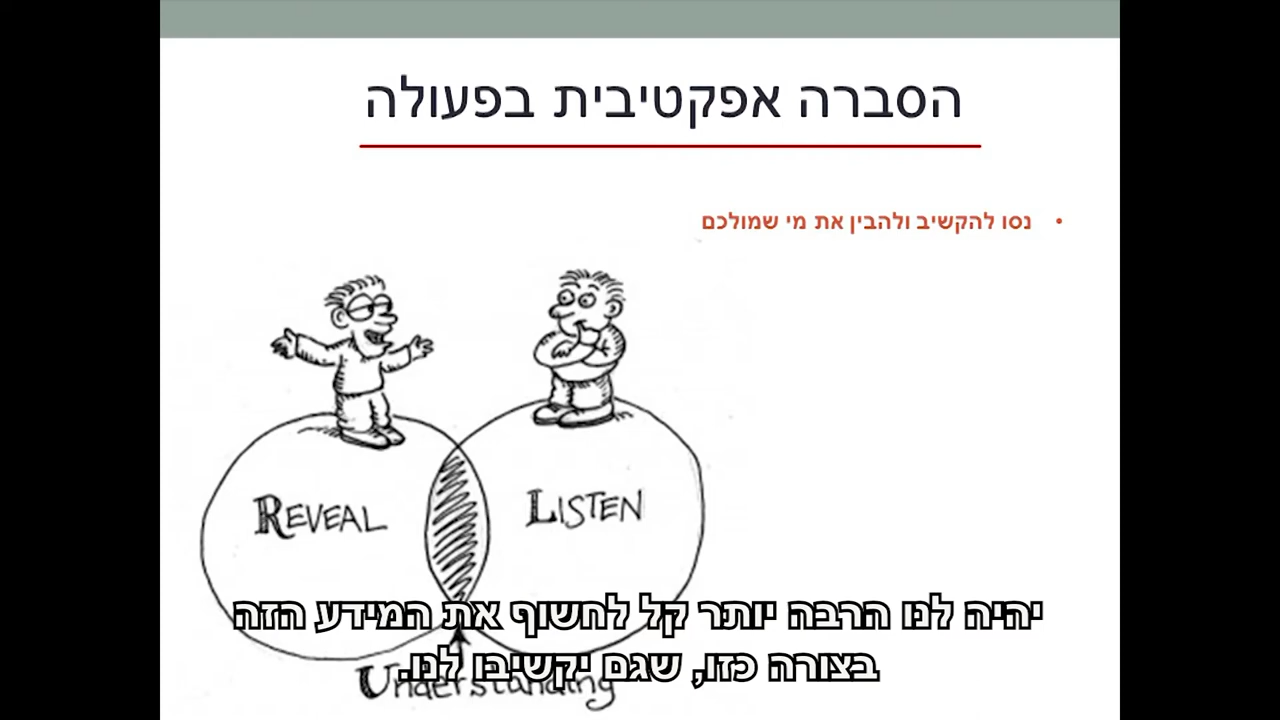 הסברה אפקטיבית בפעולה
• נסו להקשיב ולהבין את מי שמולכם
REVEAL
LISTEN
יהיה לנו הרבה יותר קל לחשוף את המידע הזה
בצורה כזו, שגם יקשיבו לנו.
Understanding